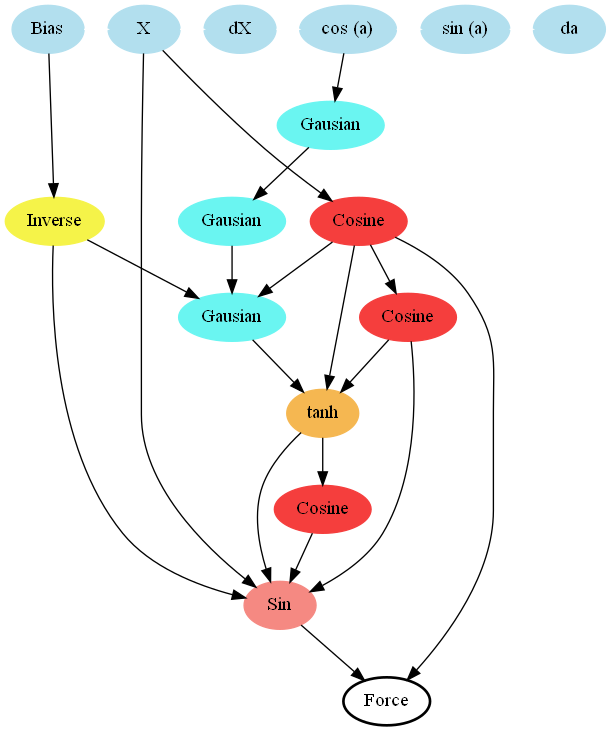 Bias X dX cos (a) sin (a) da
Gausian
Inverse Gausian Cosine
Gausian Cosine
tanh
Cosine
Sin
Force